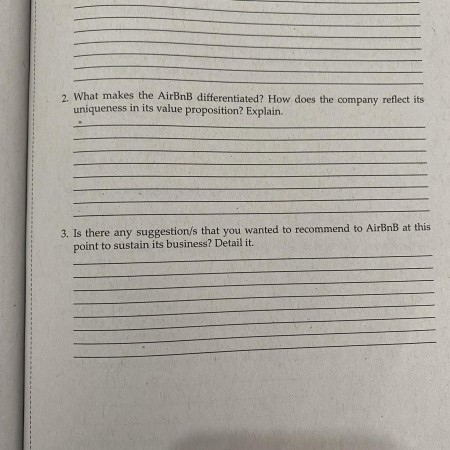 2. What makes the AirBnB differentiated? How does the company reflect its
uniqueness in its value proposition? Explain.
3. Is there any suggestion/s that you wanted to recommend to AirBnB at this
point to sustain its business? Detail it.